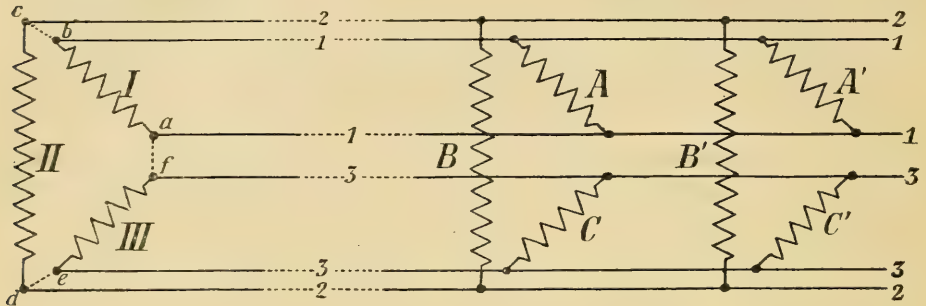 c 2 2
b 1 1
I A A'
a 1 1
II B B'
f 3 3
III C C'
e 3 3
d 2 2